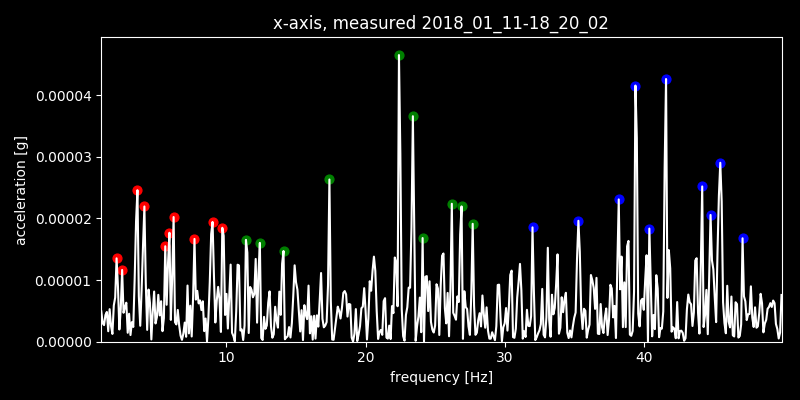 x-axis, measured 2018_01_11-18_20_02
0.00004
0.00003
0.00002
0.00001
0.00000
acceleration [g]
10 20 30 40
frequency [Hz]